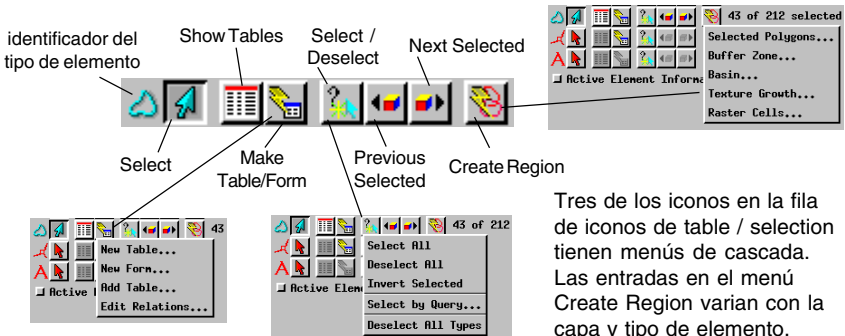 identificador del
tipo de elemento
Show Tables
Select /
Deselect
Next Selected
Select
Make
Table/Form
Previous
Selected
Create Region
43 of 212 selected
Selected Polygons...
Buffer Zone...
Basin...
Texture Growth...
Raster Cells...
Active Element Informa
43
New Table...
New Form...
Add Table...
Edit Relations...
Active
43 of 212
Select All
Deselect All
Invert Selected
Select by Query...
Deselect All Types
Active Elem
Tres de los iconos en la fila
de iconos de table / selection
tienen menús de cascada.
Las entradas en el menú
Create Region varian con la
capa y tipo de elemento.